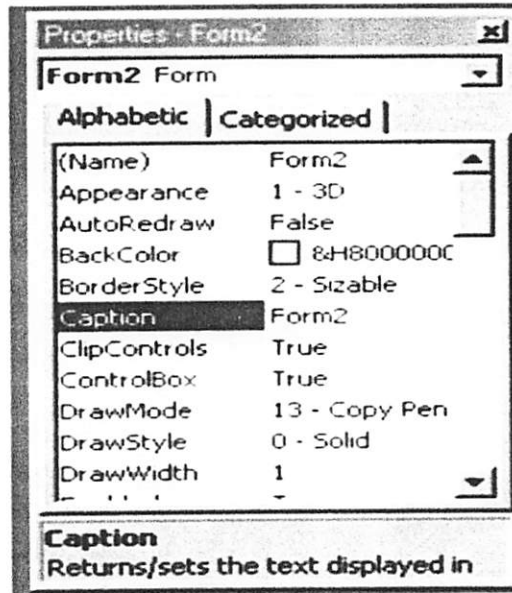 Properties - Form2
Form2 Form
Alphabetic Categorized
(Name) Form2
Appearance 1 - 3D
AutoRedraw False
BackColor &H8000000
BorderStyle 2 - Sizable
Caption Form2
ClipControls True
ControlBox True
DrawMode 13 - Copy Pen
DrawStyle 0 - Solid
DrawWidth 1
Caption
Returns/sets the text displayed in